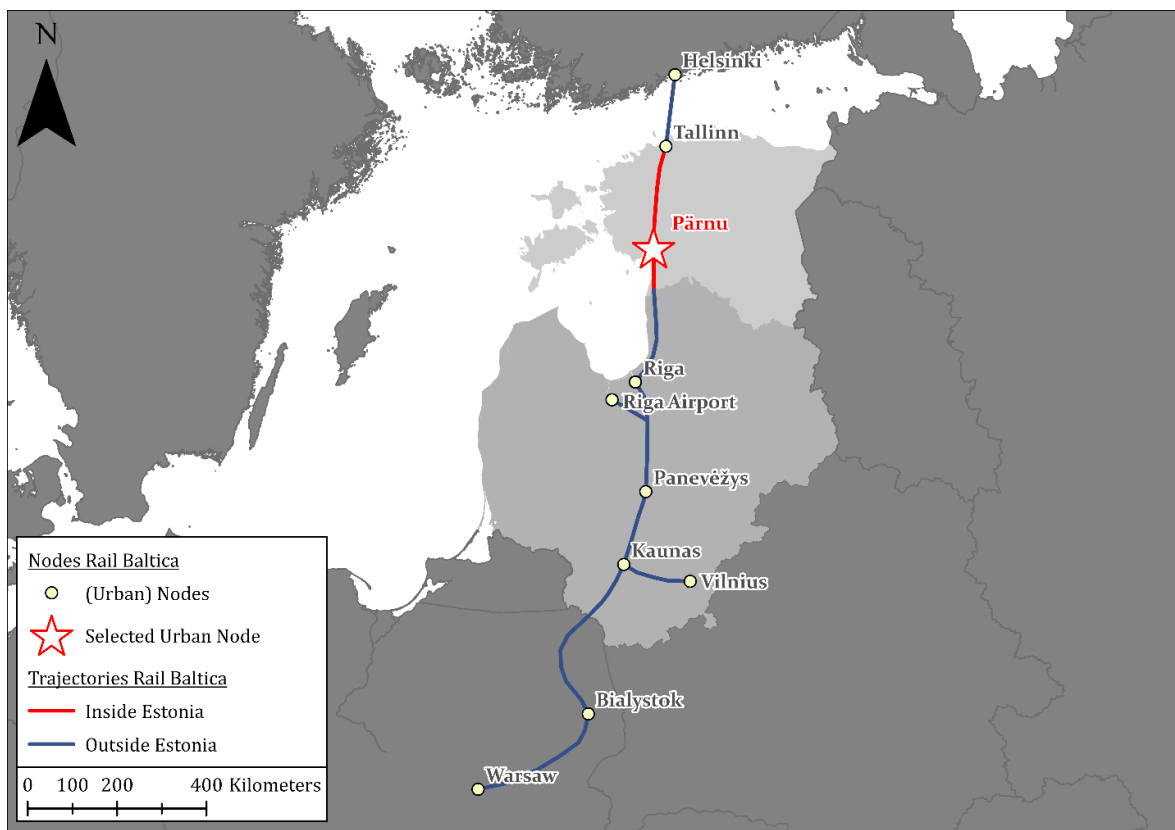 N
Helsinki
Tallinn
Pärnu
Riga
Riga Airport
Panevėžys
Kaunas
Vilnius
Bialystok
Warsaw
Nodes Rail Baltica
(Urban) Nodes
Selected Urban Node
Trajectories Rail Baltica
Inside Estonia
Outside Estonia
0 100 200 400 Kilometers